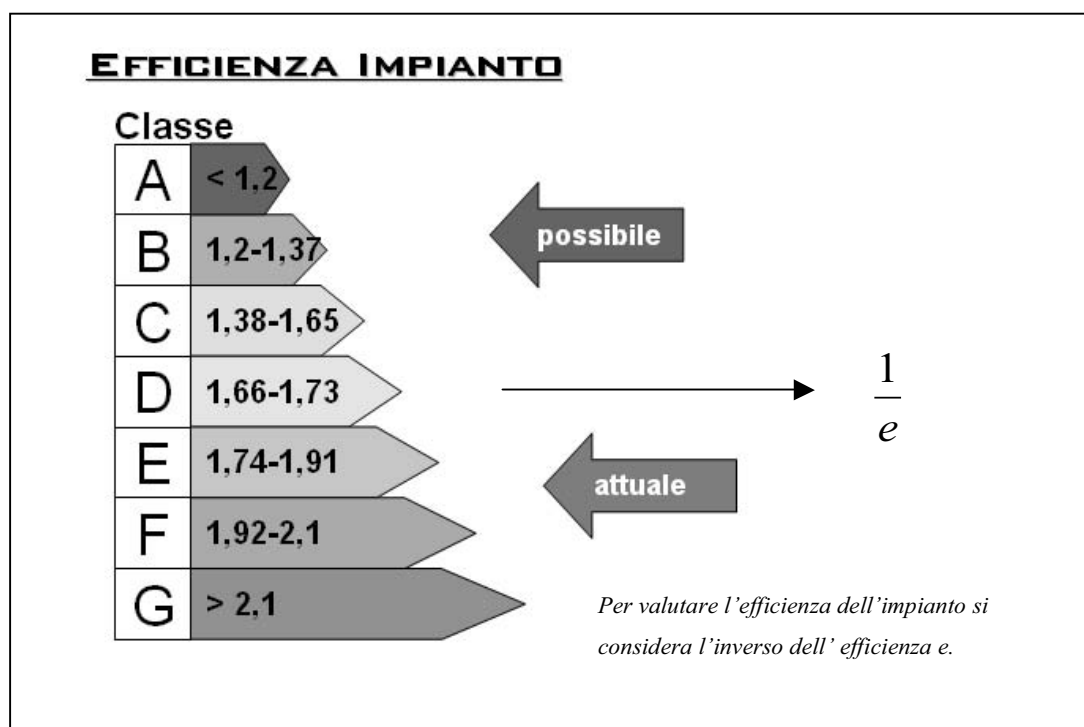 EFFICIENZA IMPIANTO
Classe
A < 1,2
B 1,2-1,37
possibile
C 1,38-1,65
D 1,66-1,73
1
e
E 1,74-1,91
attuale
F 1,92-2,1
G > 2,1
Per valutare l’efficienza dell’impianto si
considera l’inverso dell’ efficienza e.